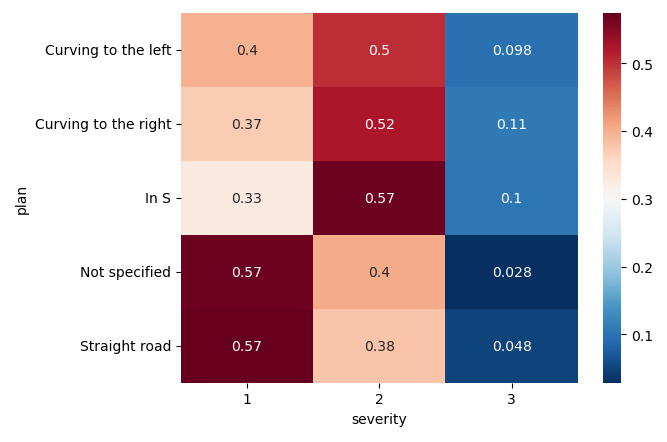 Curving to the left 0.4 0.5 0.098
Curving to the right 0.37 0.52 0.11
In S 0.33 0.57 0.1
Not specified 0.57 0.4 0.028
Straight road 0.57 0.38 0.048
plan
1 2 3
severity
0.5
0.4
0.3
0.2
0.1